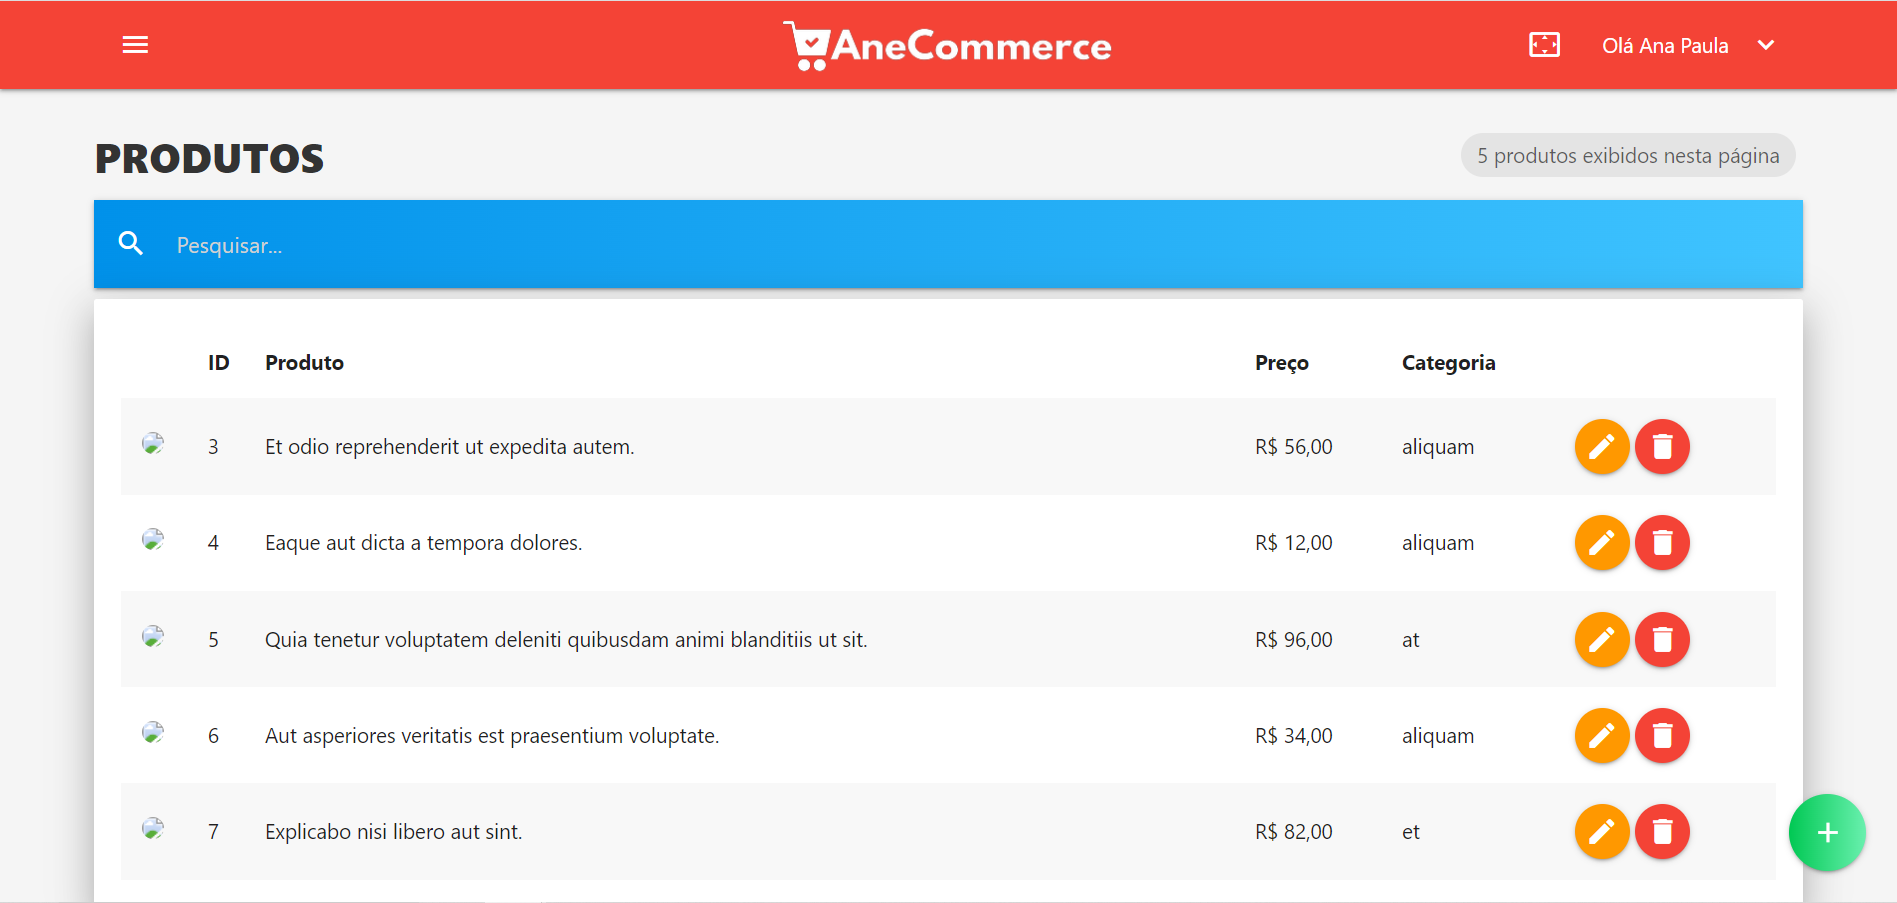 AneCommerce
Olá Ana Paula
PRODUTOS
5 produtos exibidos nesta página
Pesquisar...
ID Produto Preço Categoria
3 Et odio reprehenderit ut expedita autem. R$ 56,00 aliquam
4 Eaque aut dicta a tempora dolores. R$ 12,00 aliquam
5 Quia tenetur voluptatem deleniti quibusdam animi blanditiis ut sit. R$ 96,00 at
6 Aut asperiores veritatis est praesentium voluptate. R$ 34,00 aliquam
7 Explicabo nisi libero aut sint. R$ 82,00 et